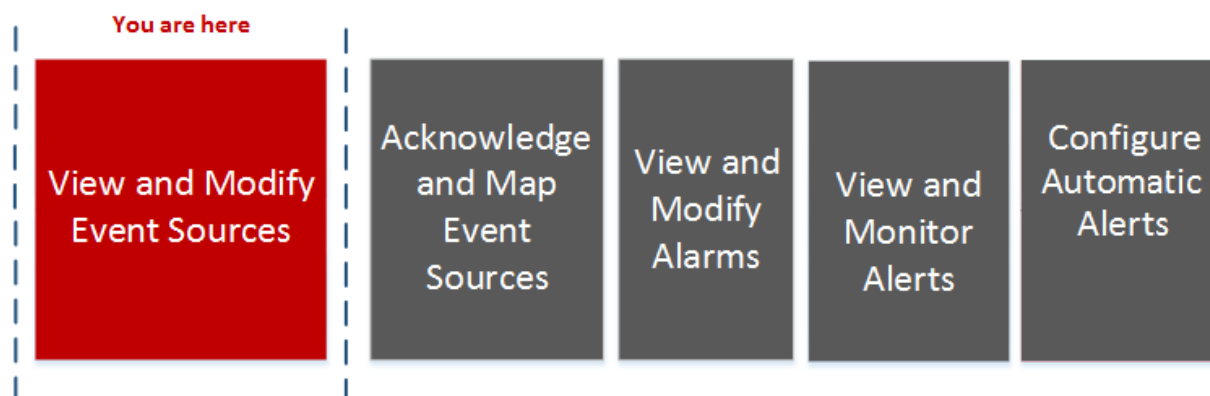 You are here
View and Modify
Event Sources
Acknowledge
and Map
Event
Sources
View and
Modify
Alarms
View and
Monitor
Alerts
Configure
Automatic
Alerts